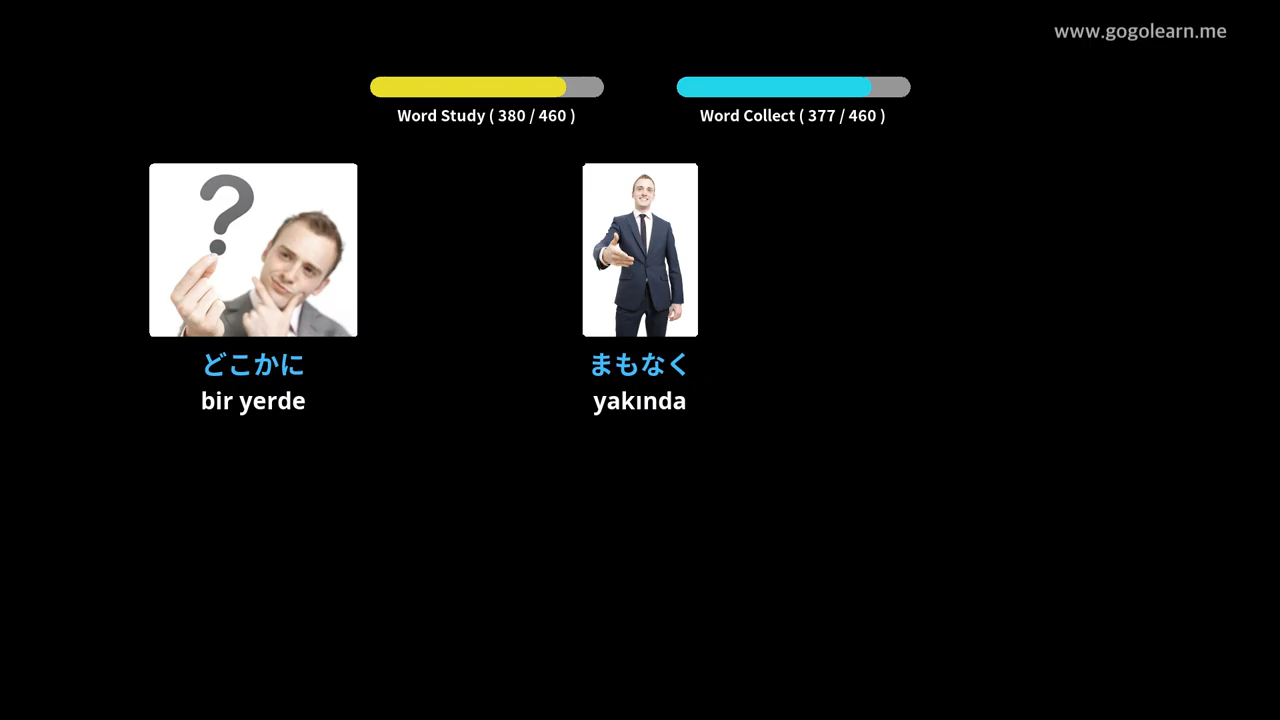 www.gogolearn.me
Word Study ( 380 / 460 )
Word Collect ( 377 / 460 )
どこかに
bir yerde
まもなく
yakında